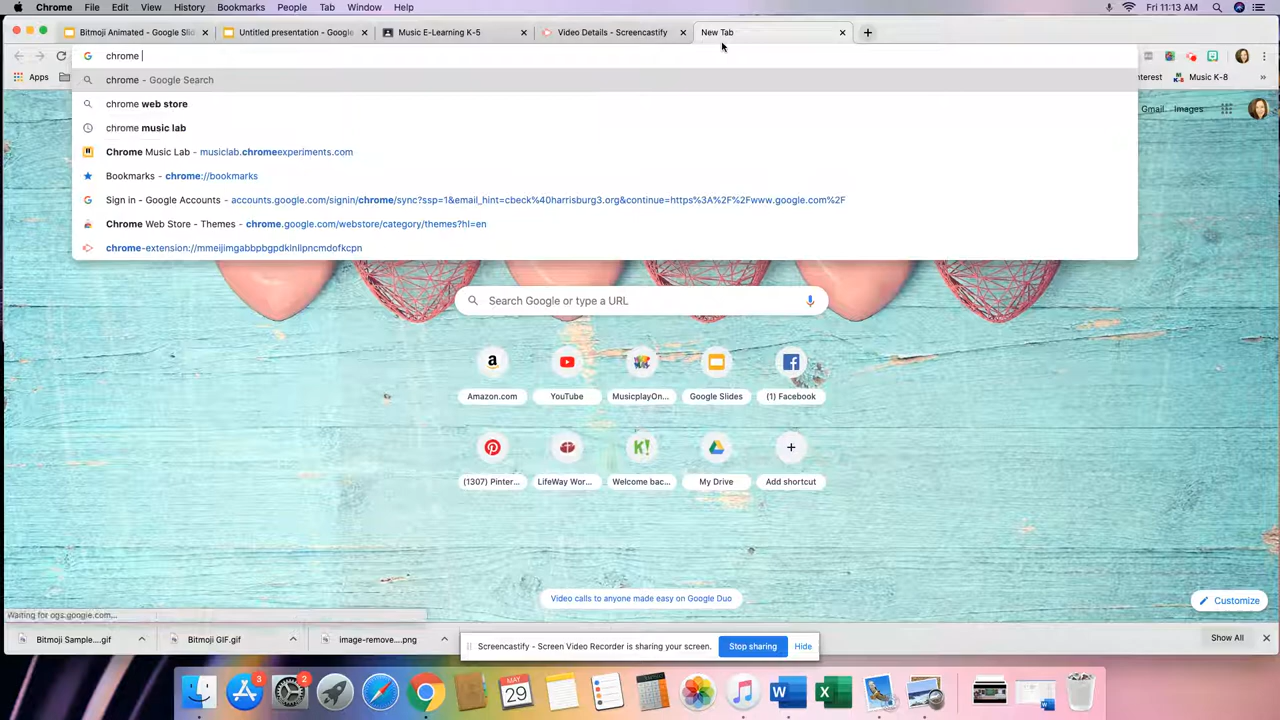 Chrome File Edit View History Bookmarks People Tab Window Help Fri 11:13 AM
Bitmoji Animated - Google Slic Untitled presentation - Google Music E-Learning K-5 Video Details - Screencastify New Tab
chrome
Apps
chrome - Google Search
terest Music K-8 »
chrome web store
Gmail Images
chrome music lab
Chrome Music Lab - musiclab.chromeexperiments.com
Bookmarks - chrome://bookmarks
Sign in - Google Accounts - accounts.google.com/signin/chrome/sync?ssp=1&email_hint=cbeck%40harrisburg3.org&continue=https%3A%2F%2Fwww.google.com%2F
Chrome Web Store - Themes - chrome.google.com/webstore/category/themes?hl=en
chrome-extension://mmeijimgabbpbgpdklnllpncmdofkcpn
Search Google or type a URL
a
Amazon.com YouTube MusicplayOn... Google Slides (1) Facebook
K!
(1307) Pinter... LifeWay Wor... Welcome bac... My Drive Add shortcut
Video calls to anyone made easy on Google Duo
Customize
Waiting for ogs.google.com...
Bitmoji Sample....gif Bitmoji GIF.gif image-remove....png Show All
Screencastify - Screen Video Recorder is sharing your screen. Stop sharing Hide
3 2 MAY 29 W X